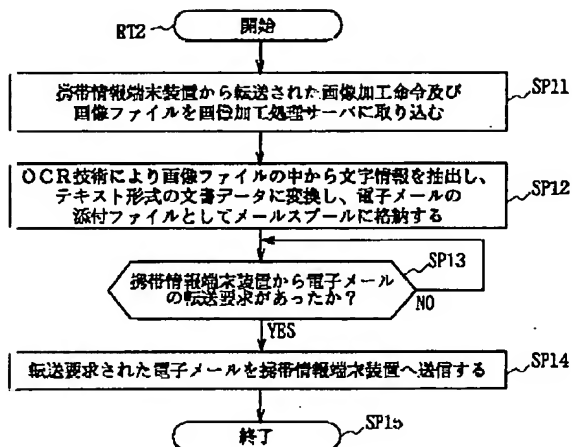 RT2
開始
携帯情報端末装置から転送された画像加工命令及び
画像ファイルを画像加工処理サーバに取り込む
SP11
OCR技術により画像ファイルの中から文字情報を抽出し、
テキスト形式の文書データに変換し、電子メールの
添付ファイルとしてメールスプールに格納する
SP12
携帯情報端末装置から電子メール
の転送要求があったか？
SP13
NO
YES
転送要求された電子メールを携帯情報端末装置へ送信する
SP14
終了
SP15